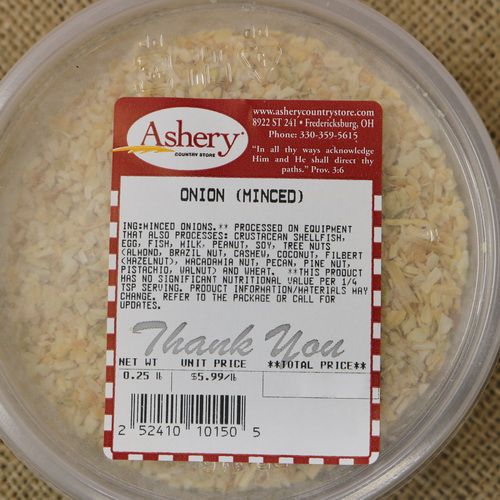 Ashery
COUNTRY STORE
www.asherycountrystore.com
8922 ST 241 • Fredericksburg, OH
Phone: 330-359-5615
"In all thy ways acknowledge
Him and He shall direct thy
paths." Prov. 3:6
ONION (MINCED)
ING:MINCED ONIONS.** PROCESSED ON EQUIPMENT
THAT ALSO PROCESSES: CRUSTACEAN SHELLFISH,
EGG, FISH, MILK, PEANUT, SOY, TREE NUTS
(ALMOND, BRAZIL NUT, CASHEW, COCONUT, FILBERT
(HAZELNUT), MACADAMIA NUT, PECAN, PINE NUT,
PISTACHIO, WALNUT) AND WHEAT. **THIS PRODUCT
HAS NO SIGNIFICANT NUTRITIONAL VALUE PER 1/4
TSP SERVING. PRODUCT INFORMATION/MATERIALS MAY
CHANGE. REFER TO THE PACKAGE OR CALL FOR
UPDATES.
Thank You
NET WT UNIT PRICE **TOTAL PRICE**
0.25 lb $5.99/lb
2 52410 10150 5